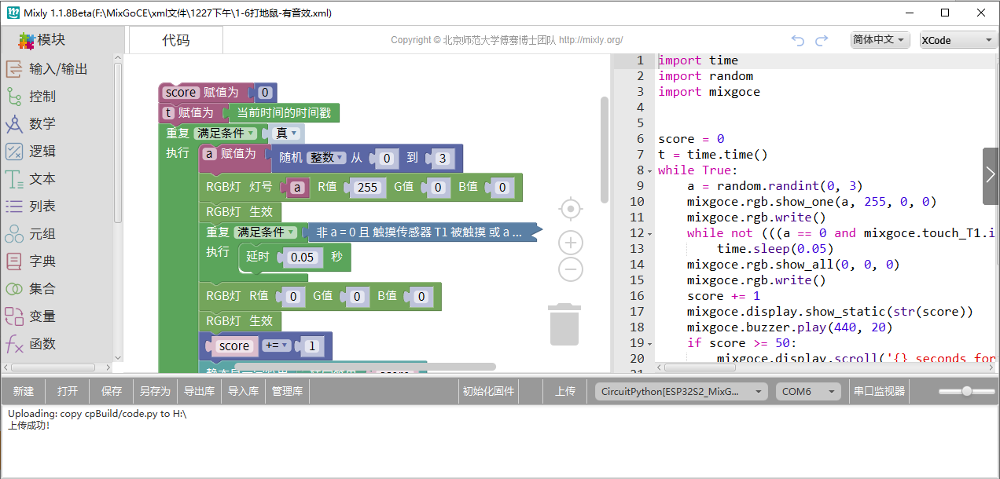 Mixly 1.1.8Beta(F:\MixGoCE\xml文件\1227下午\1-6打地鼠-有音效.xml)
模块
代码
Copyright © 北京师范大学傅骞博士团队 http://mixly.org/
简体中文
XCode
输入/输出
控制
数学
逻辑
文本
列表
元组
字典
集合
变量
函数
score 赋值为 0
t 赋值为 当前时间的时间戳
重复 满足条件 真
执行 a 赋值为 随机 整数 从 0 到 3
RGB灯 灯号 a R值 255 G值 0 B值 0
RGB灯 生效
重复 满足条件 非 a = 0 且 触摸传感器 T1 被触摸 或 a ...
执行 延时 0.05 秒
RGB灯 R值 0 G值 0 B值 0
RGB灯 生效
score += 1
1 import time
2 import random
3 import mixgoce
4
5
6 score = 0
7 t = time.time()
8 while True:
9 a = random.randint(0, 3)
10 mixgoce.rgb.show_one(a, 255, 0, 0)
11 mixgoce.rgb.write()
12 while not (((a == 0 and mixgoce.touch_T1.i
13 time.sleep(0.05)
14 mixgoce.rgb.show_all(0, 0, 0)
15 mixgoce.rgb.write()
16 score += 1
17 mixgoce.display.show_static(str(score))
18 mixgoce.buzzer.play(440, 20)
19 if score >= 50:
20 mixgoce.display.scroll('{} seconds for
新建 打开 保存 另存为 导出库 导入库 管理库 初始化固件 上传 CircuitPython[ESP32S2_MixG... COM6 串口监视器
Uploading: copy cpBuild/code.py to H:\
上传成功!